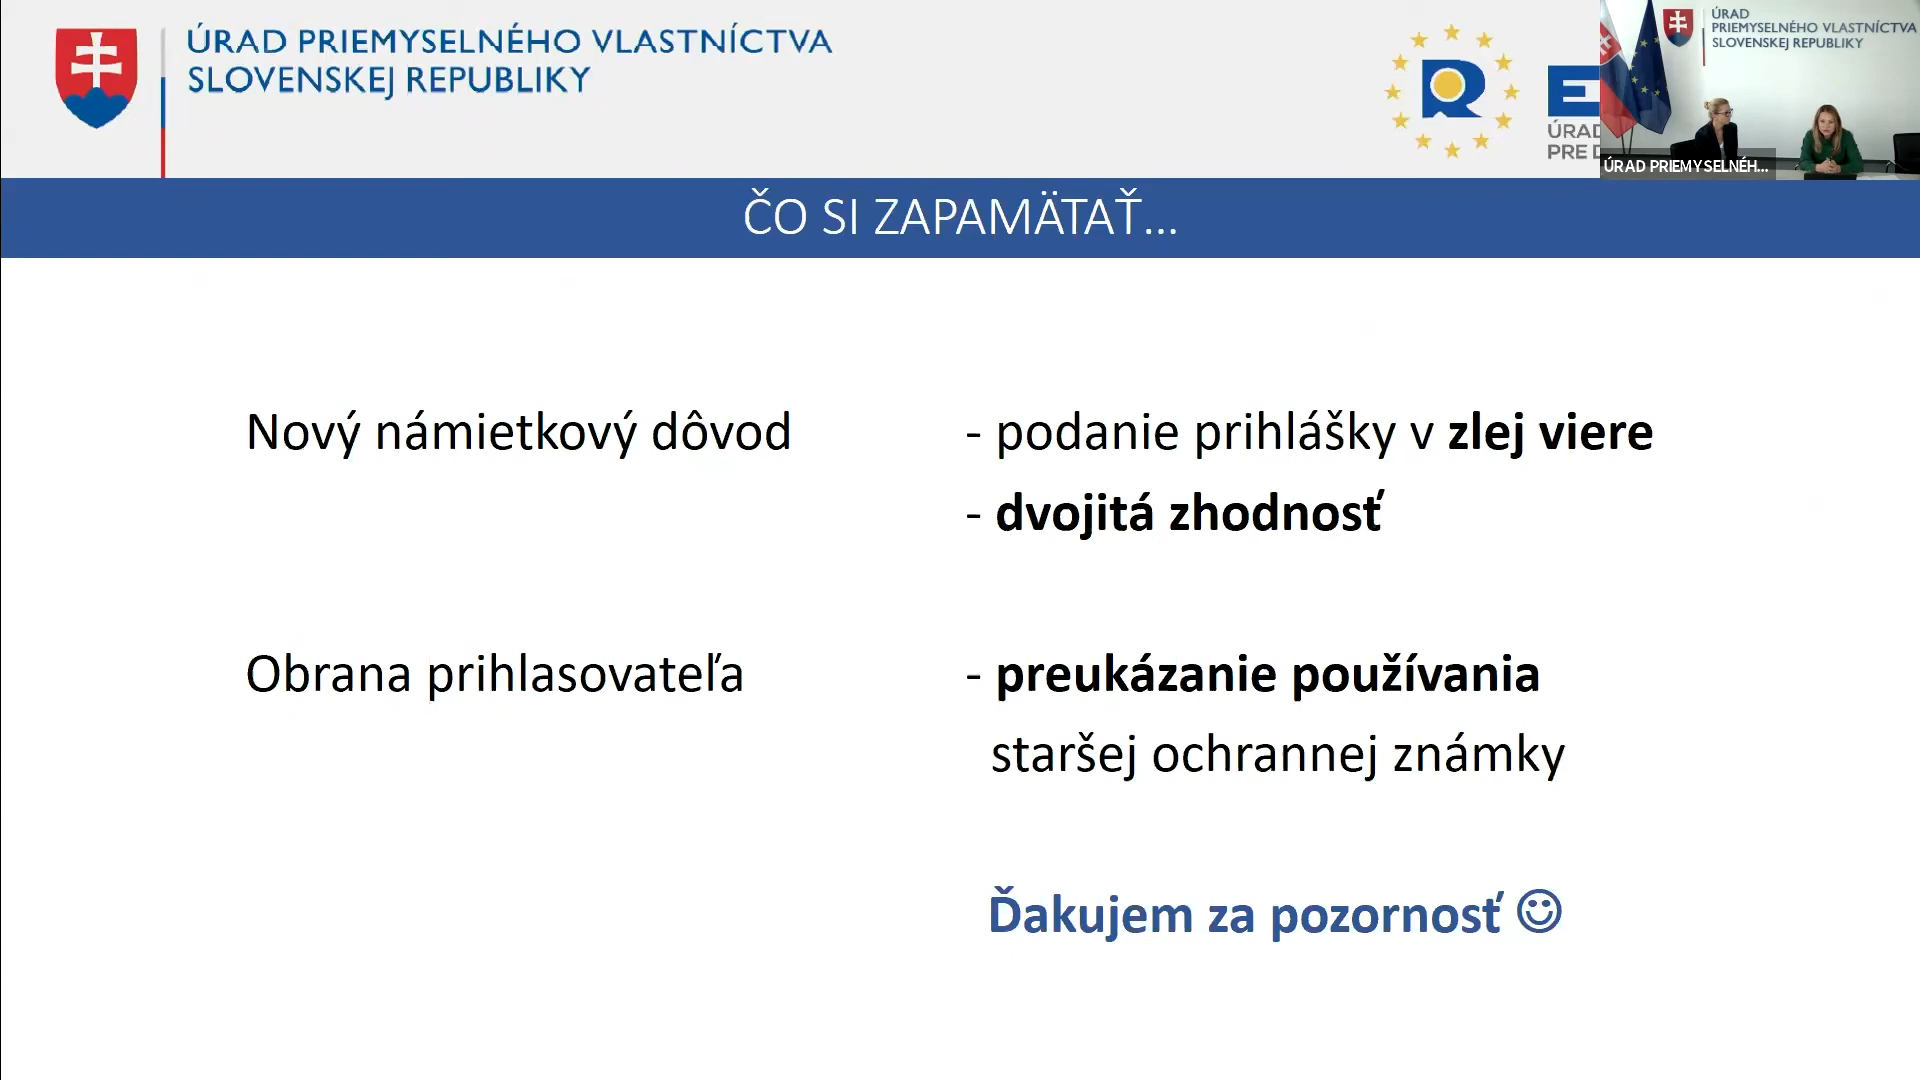 ÚRAD PRIEMYSELNÉHO VLASTNÍCTVA
SLOVENSKEJ REPUBLIKY
ÚRAD
PRE
ÚRAD
PRIEMYSELNÉHO VLASTNÍCTVA
SLOVENSKEJ REPUBLIKY
ÚRAD PRIEMYSELNÉH...
ČO SI ZAPAMÄTAŤ...
Nový námietkový dôvod
- podanie prihlášky v zlej viere
- dvojitá zhodnosť
Obrana prihlasovateľa
- preukázanie používania
staršej ochrannej známky
Ďakujem za pozornosť ☺